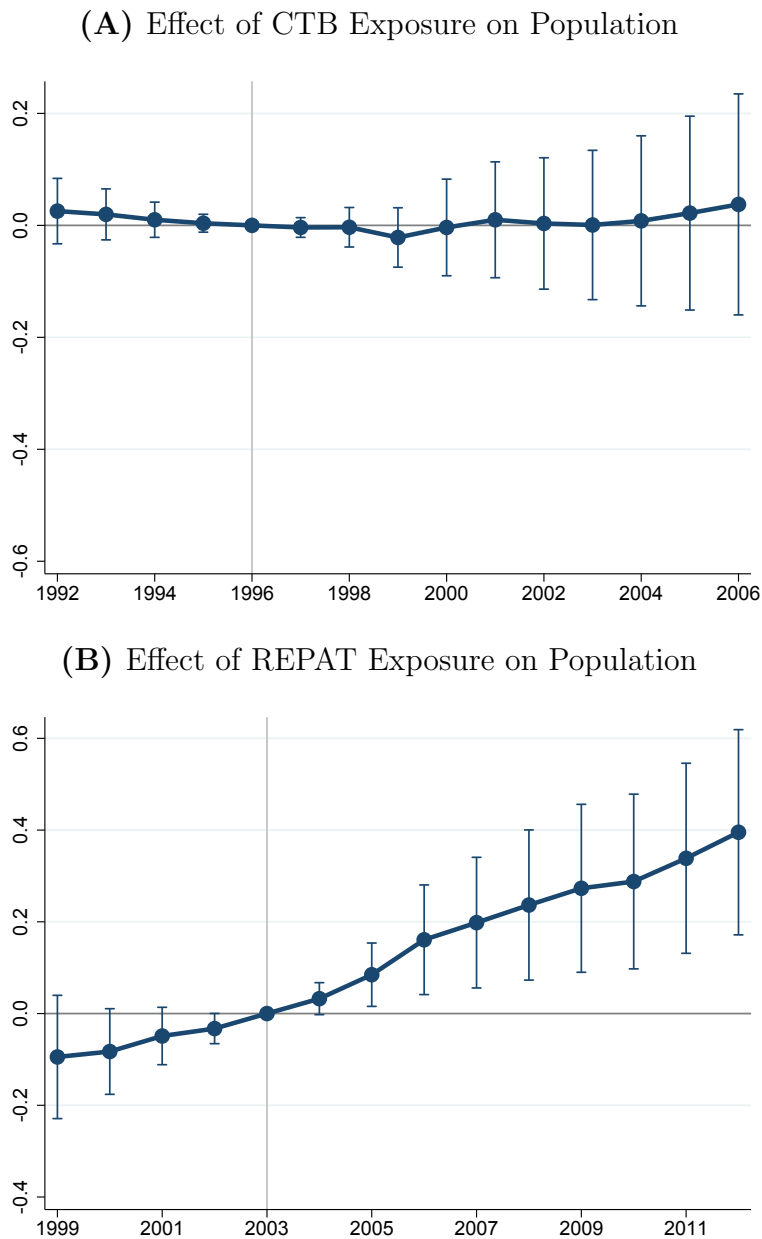 (A) Effect of CTB Exposure on Population
0.2
0.0
-0.2
-0.4
-0.6
1992 1994 1996 1998 2000 2002 2004 2006
(B) Effect of REPAT Exposure on Population
0.6
0.4
0.2
0.0
-0.2
-0.4
1999 2001 2003 2005 2007 2009 2011